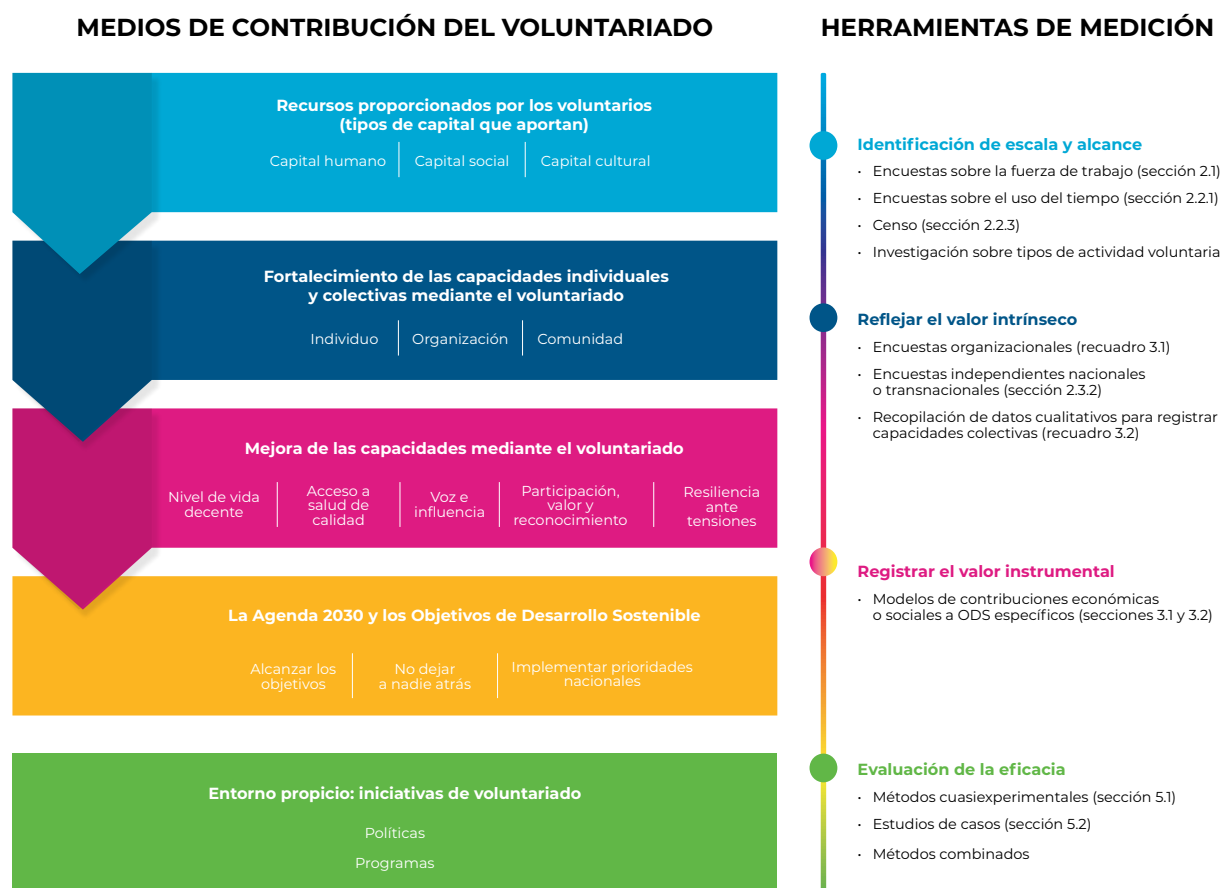 MEDIOS DE CONTRIBUCIÓN DEL VOLUNTARIADO
Recursos proporcionados por los voluntarios
(tipos de capital que aportan)
Capital humano
Capital social
Capital cultural
Fortalecimiento de las capacidades individuales
y colectivas mediante el voluntariado
Individuo
Organización
Comunidad
Mejora de las capacidades mediante el voluntariado
Nivel de vida
decente
Acceso a
salud de
calidad
Voz e
influencia
Participación,
valor y
reconocimiento
Resiliencia
ante
tensiones
La Agenda 2030 y los Objetivos de Desarrollo Sostenible
Alcanzar los
objetivos
No dejar
a nadie atrás
Implementar prioridades
nacionales
Entorno propicio: iniciativas de voluntariado
Políticas
Programas
HERRAMIENTAS DE MEDICIÓN
Identificación de escala y alcance
· Encuestas sobre la fuerza de trabajo (sección 2.1)
· Encuestas sobre el uso del tiempo (sección 2.2.1)
· Censo (sección 2.2.3)
· Investigación sobre tipos de actividad voluntaria
Reflejar el valor intrínseco
· Encuestas organizacionales (recuadro 3.1)
· Encuestas independientes nacionales
o transnacionales (sección 2.3.2)
· Recopilación de datos cualitativos para registrar
capacidades colectivas (recuadro 3.2)
Registrar el valor instrumental
· Modelos de contribuciones económicas
o sociales a ODS específicos (secciones 3.1 y 3.2)
Evaluación de la eficacia
· Métodos cuasiexperimentales (sección 5.1)
· Estudios de casos (sección 5.2)
· Métodos combinados